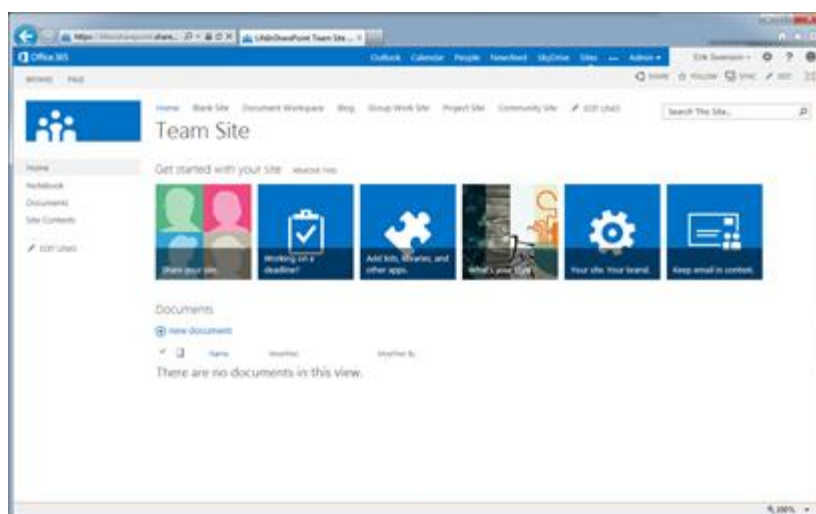 Office 365
Outlook Calendar People Newsfeed SkyDrive Sites ... Admin
?
BROWSE PAGE
SHARE FOLLOW SYNC EDIT
Home Blank Site Document Workspace Blog Group Work Site Project Site Community Site EDIT LINKS
Search This Site...
Team Site
Home
Notebook
Documents
Site Contents
EDIT LINKS
Get started with your site REMOVE THIS
Share your site.
Working on a
deadline?
Add lists, libraries, and
other apps.
What's your style?
Your site. Your brand.
Keep email in context.
Documents
new document
Name Modified Modified By
There are no documents in this view.
200%